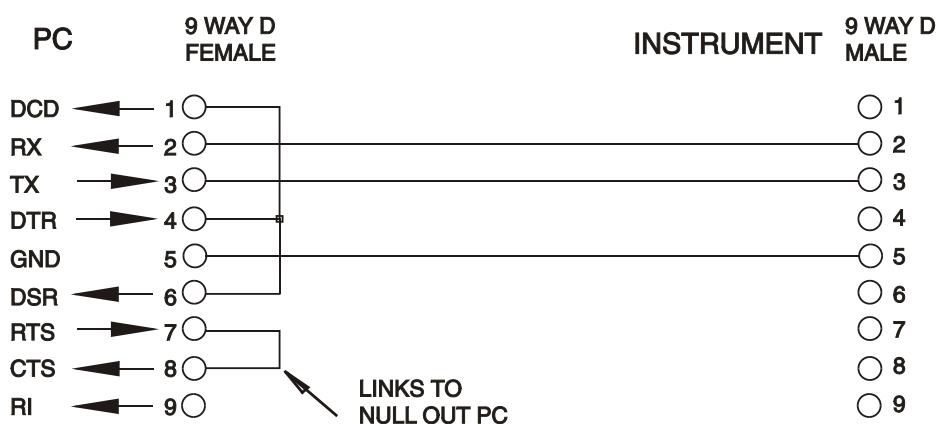 PC
9 WAY D
FEMALE
INSTRUMENT
9 WAY D
MALE
DCD 1 1
RX 2 2
TX 3 3
DTR 4 4
GND 5 5
DSR 6 6
RTS 7 7
CTS 8 8
RI 9 9
LINKS TO
NULL OUT PC